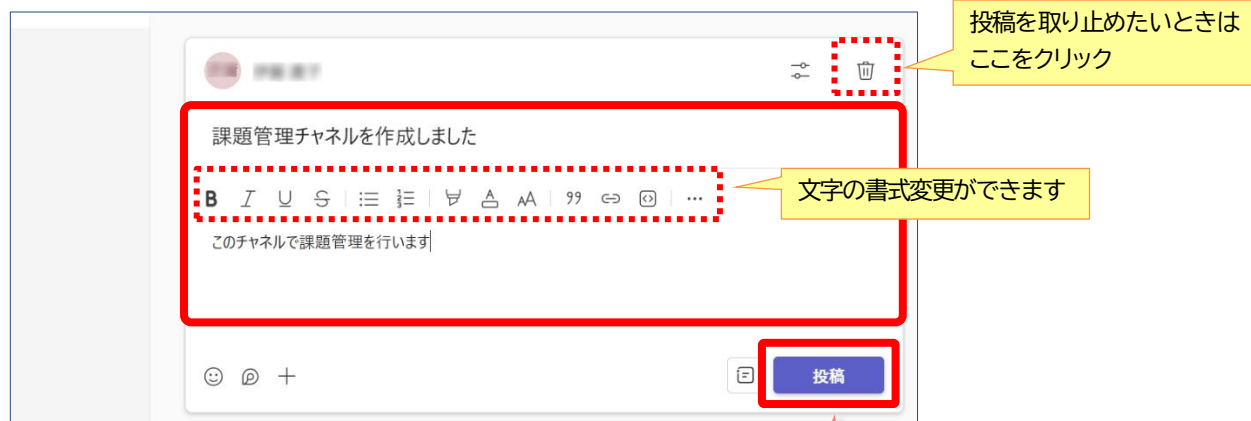 投稿を取り止めたいときは
ここをクリック
課題管理チャネルを作成しました
文字の書式変更ができます
B I U S A AA 99
このチャネルで課題管理を行います
投稿